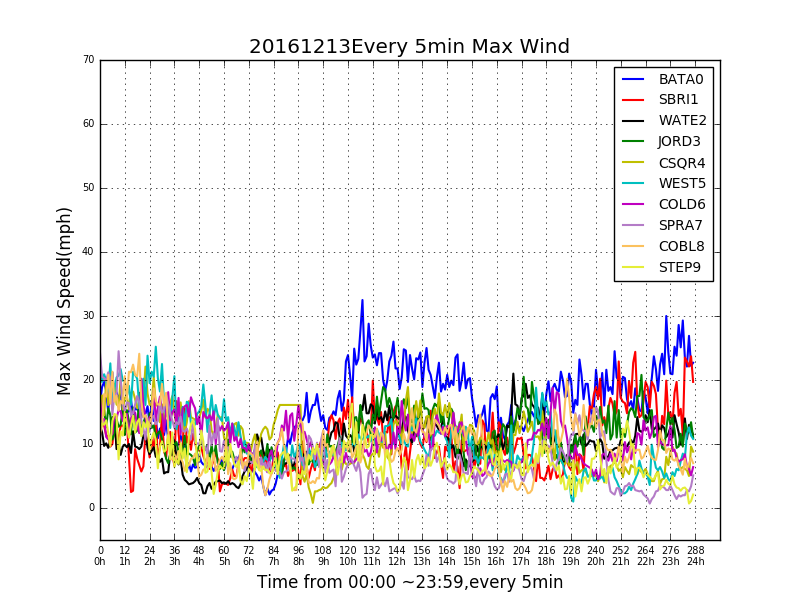 20161213Every 5min Max Wind
70
60
50
40
30
20
10
0
Max Wind Speed(mph)
BATA0
SBRI1
WATE2
JORD3
CSQR4
WEST5
COLD6
SPRA7
COBL8
STEP9
0 12 24 36 48 60 72 84 96 108 120 132 144 156 168 180 192 204 216 228 240 252 264 276 288
0h 1h 2h 3h 4h 5h 6h 7h 8h 9h 10h 11h 12h 13h 14h 15h 16h 17h 18h 19h 20h 21h 22h 23h 24h
Time from 00:00 ~23:59,every 5min